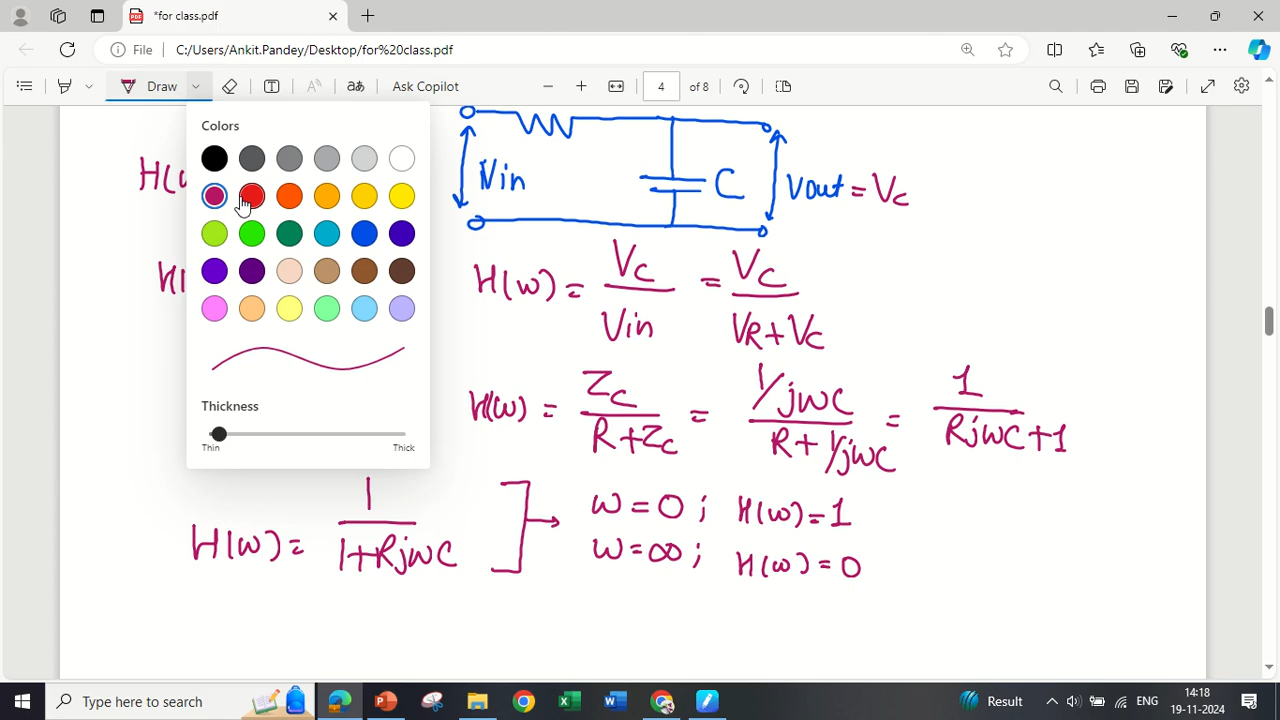 *for class.pdf
File C:/Users/Ankit.Pandey/Desktop/for%20class.pdf
Draw Ask Copilot 4 of 8
Colors
Thickness
Thin Thick
Vin C Vout = Vc
H(w) = Vc/Vin = Vc/(VR+Vc)
H(w) = Zc/(R+Zc) = (1/jwc)/(R+1/jwc) = 1/(Rjwc+1)
H(w) = 1/(1+Rjwc) → w = 0 ; H(w) = 1
w = ∞ ; H(w) = 0
Type here to search
Result ENG 14:18
19-11-2024